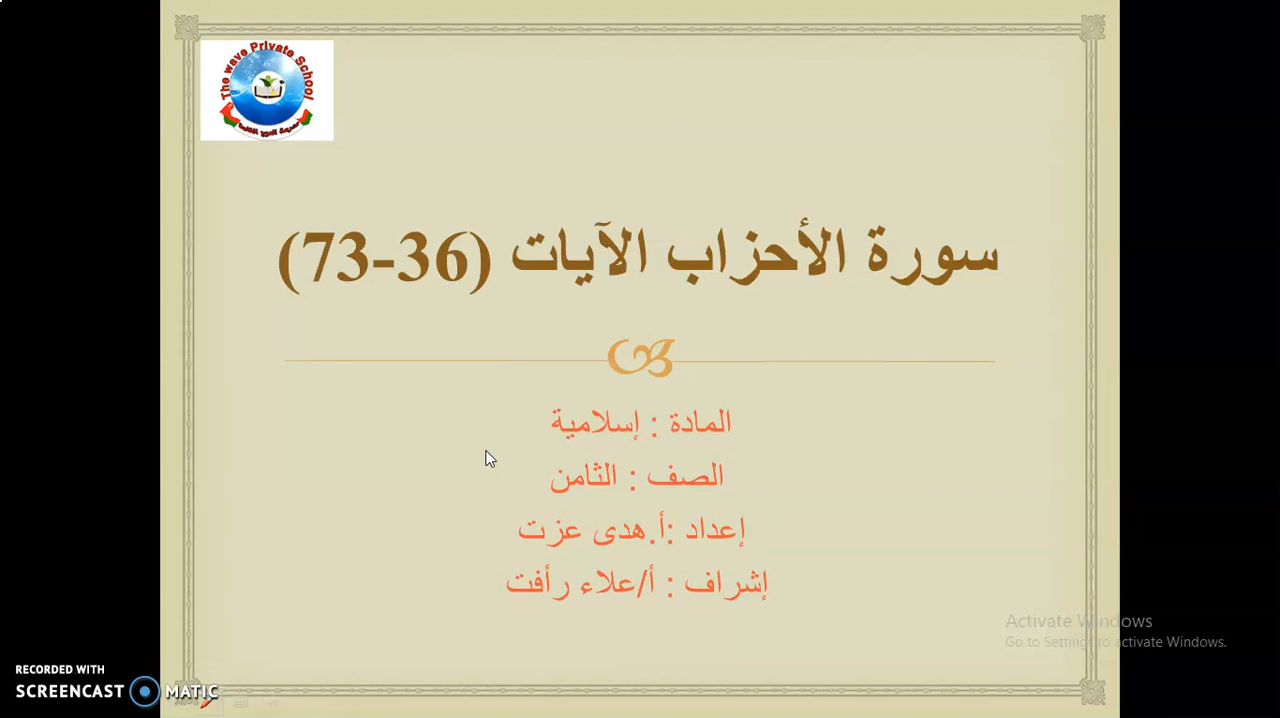 The wave Private School
سورة الأحزاب الآيات (36-73)
المادة : إسلامية
الصف : الثامن
إعداد :أ.هدى عزت
إشراف : أ/علاء رأفت
Activate Windows
Go to Settings to activate Windows.
RECORDED WITH
SCREENCAST MATIC